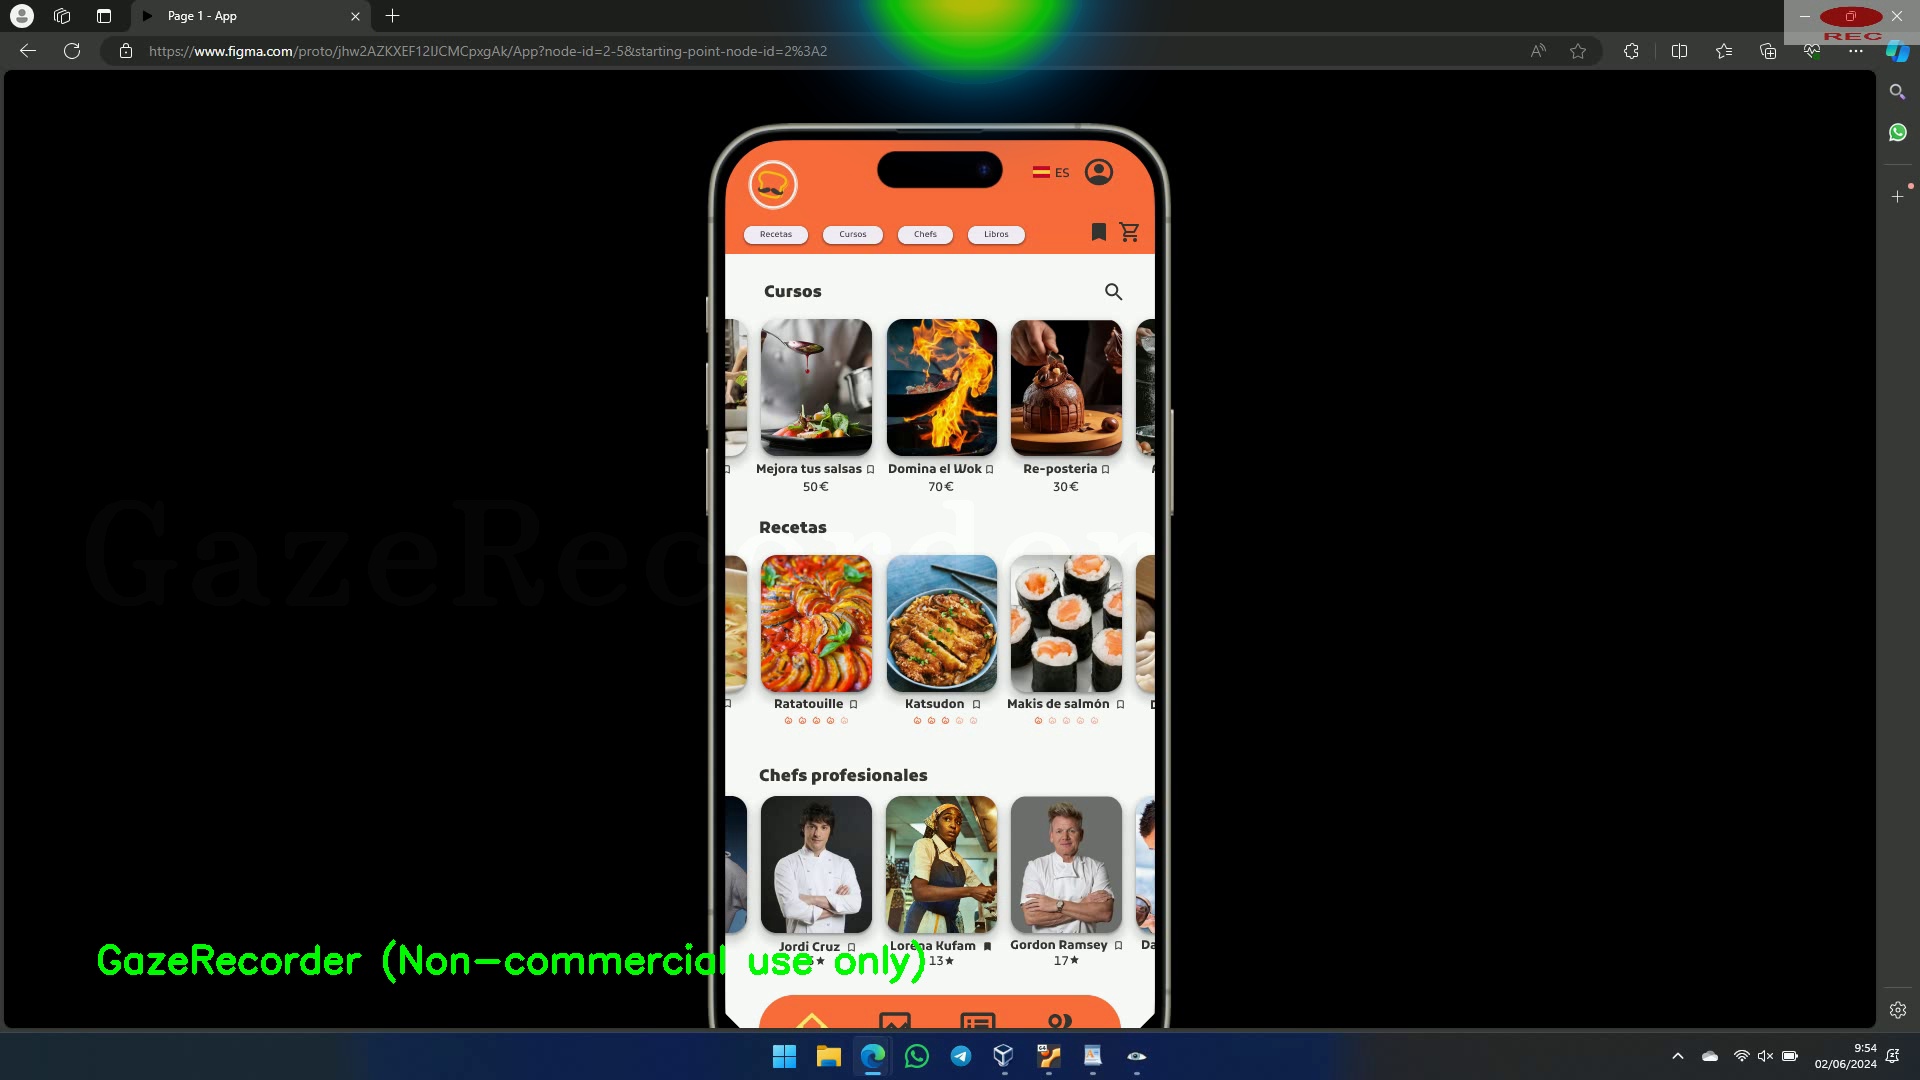 Page 1 - App
REC
https://www.figma.com/proto/jhw2AZKXEF12IJCMCpxgAk/App?node-id=2-5&starting-point-node-id=2%3A2
ES
Recetas Cursos Chefs Libros
Cursos
Mejora tus salsas Domina el Wok Re-posteria
50€ 70€ 30€
GazeRecorder
Recetas
Ratatouille Katsudon Makis de salmón
Chefs profesionales
Jordi Cruz Lorena Kufam Gordon Ramsey Da
13★ 17★
GazeRecorder (Non-commercial use only)
9:54
02/06/2024